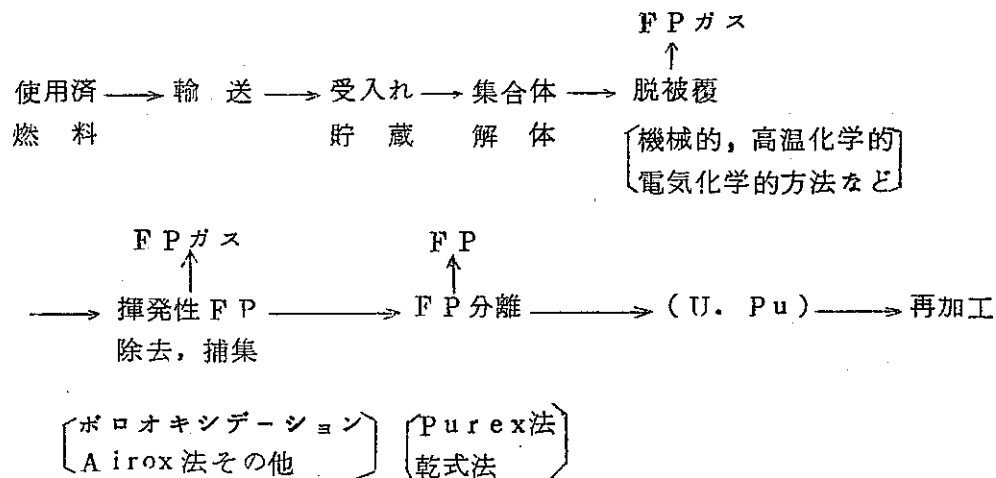 FPガス
↑
使用済 → 輸 送 → 受入れ → 集合体 → 脱被覆
燃 料 貯 蔵 解 体 [機械的,高温化学的
電気化学的方法など]
FPガス FP
↑ ↑
→ 揮発性FP → FP分離 → (U. Pu) → 再加工
除去,捕集
[ボロオキシデーション [Purex法
Airox法その他] 乾式法]